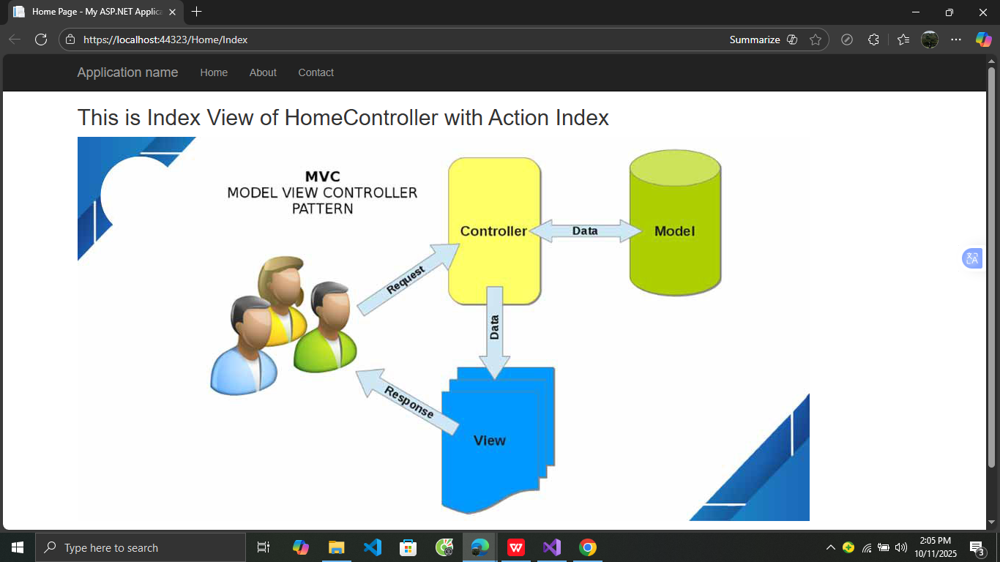 Home Page - My ASP.NET Applica
https://localhost:44323/Home/Index
Summarize
Application name
Home
About
Contact
This is Index View of HomeController with Action Index
MVC
MODEL VIEW CONTROLLER
PATTERN
Controller
Data
Model
Request
Data
Response
View
Type here to search
2:05 PM
10/11/2025
3